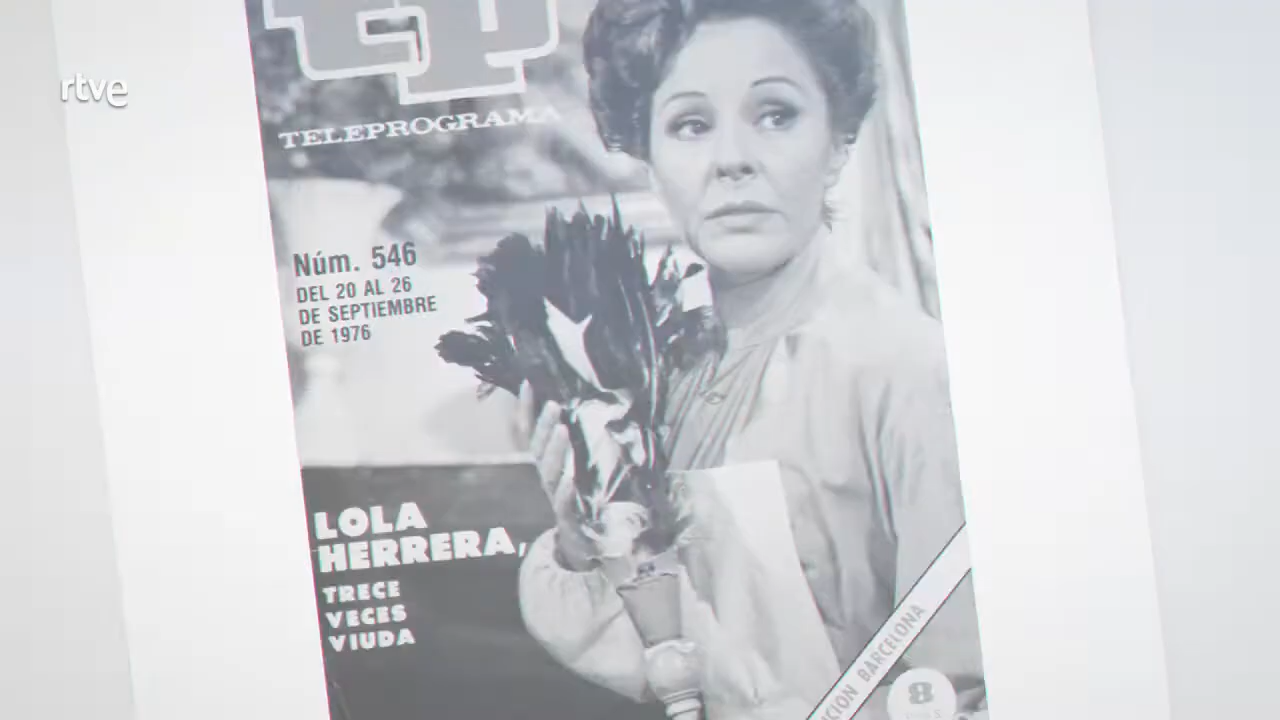 rtve
tp
TELEPROGRAMA
Núm. 546
DEL 20 AL 26
DE SEPTIEMBRE
DE 1976
LOLA
HERRERA,
TRECE
VECES
VIUDA
BARCELONA
8